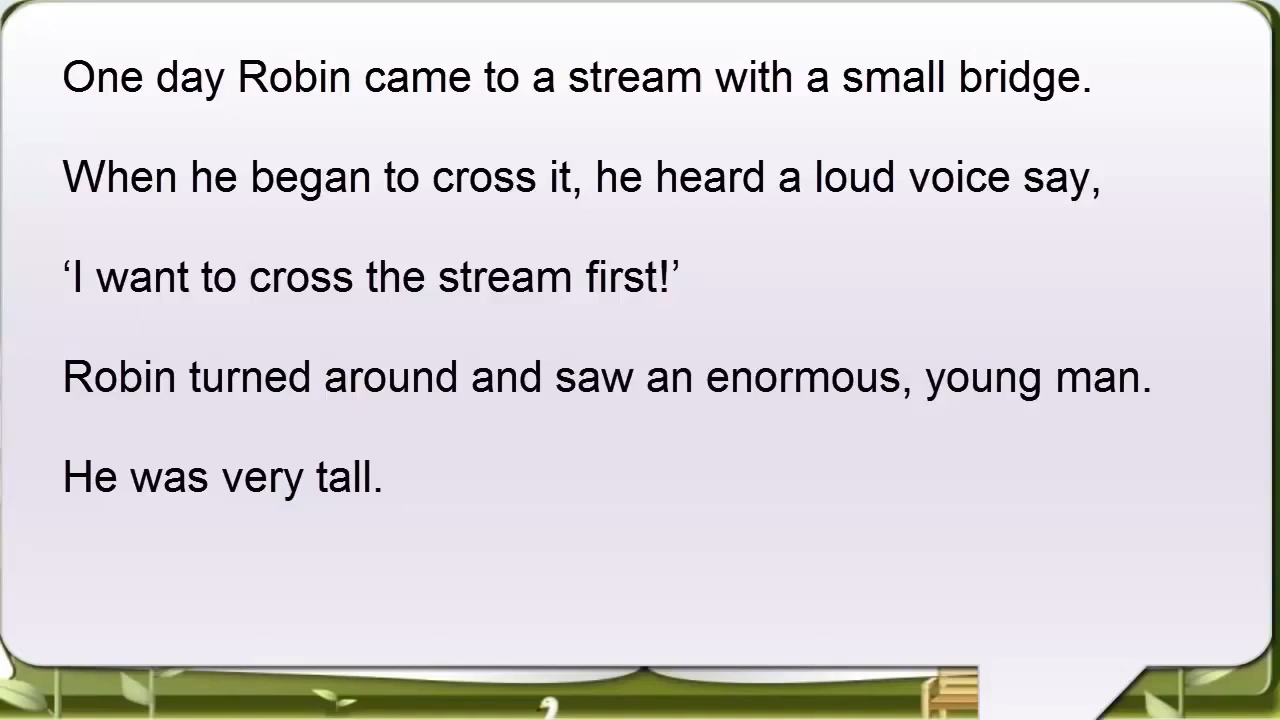 One day Robin came to a stream with a small bridge.
When he began to cross it, he heard a loud voice say,
‘I want to cross the stream first!’
Robin turned around and saw an enormous, young man.
He was very tall.